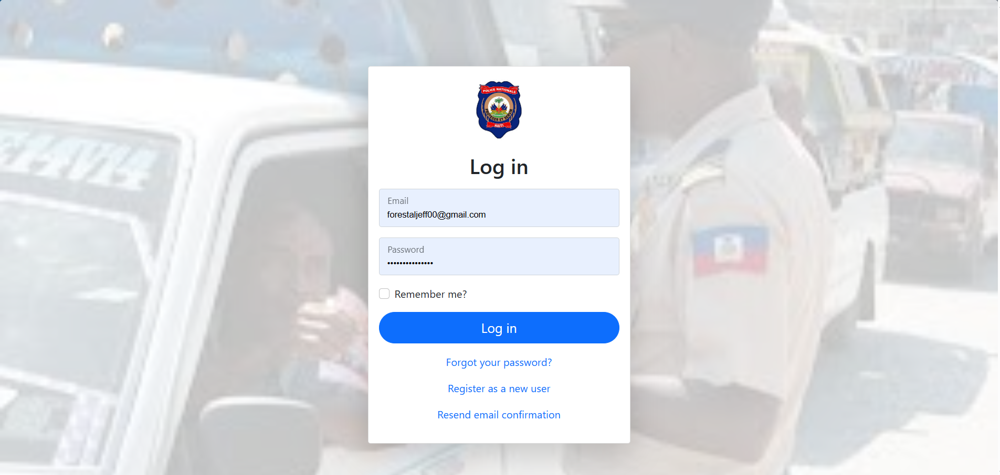 POLICE NATIONALE
PROTEGER ET SERVIR
HAITI
Log in
Email
forestaljeff00@gmail.com
Password
•••••••••••••••
Remember me?
Log in
Forgot your password?
Register as a new user
Resend email confirmation